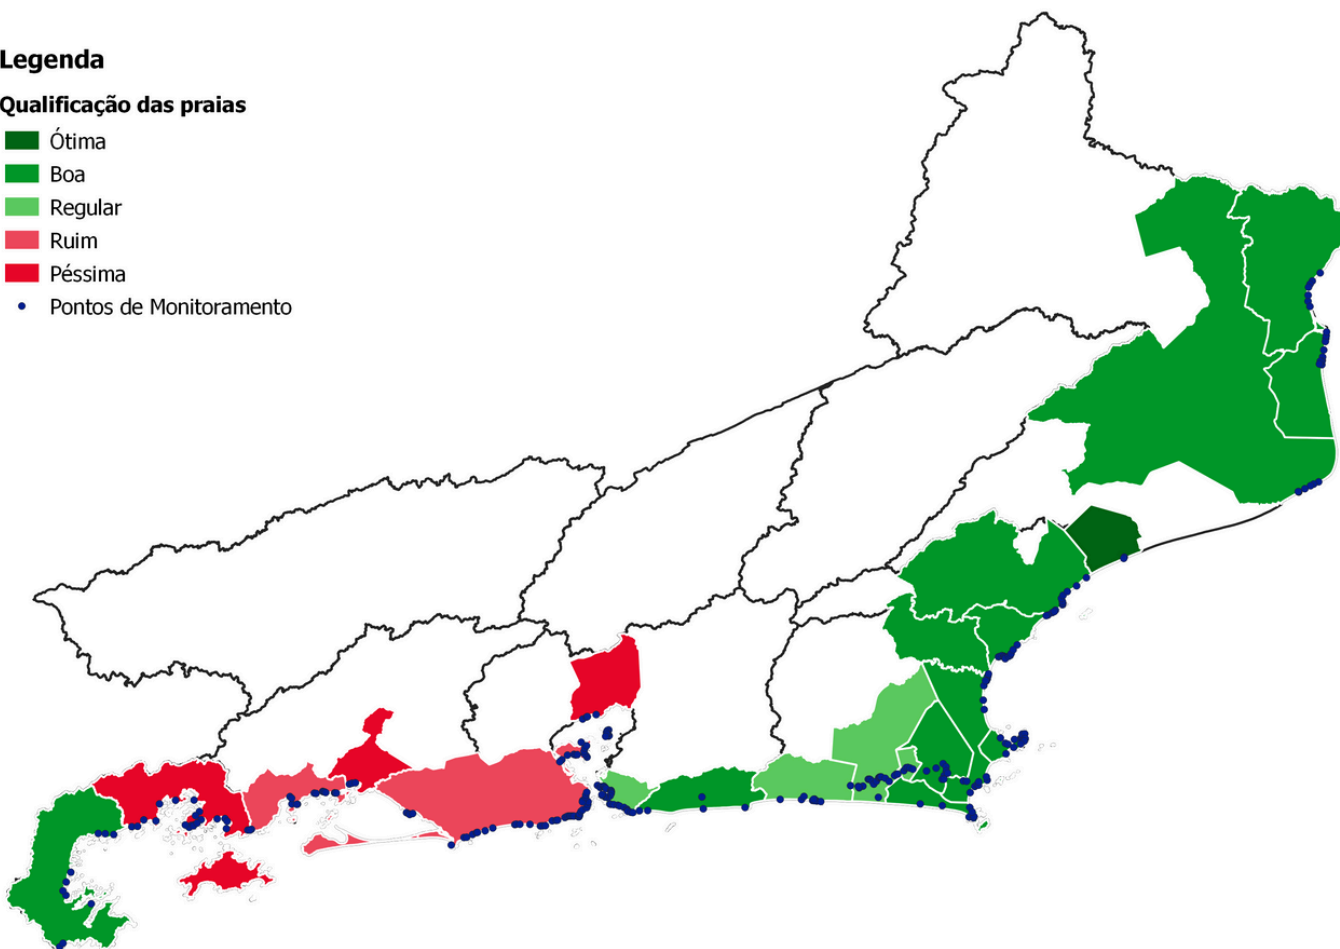 Legenda
Qualificação das praias
Ótima
Boa
Regular
Ruim
Péssima
Pontos de Monitoramento